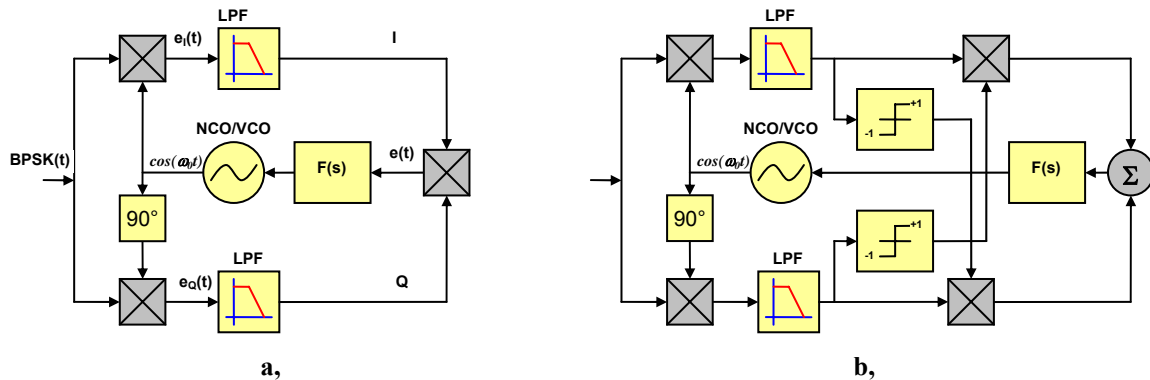 LPF
eI(t)
I
NCO/VCO
BPSK(t)
cos(ω0t)
F(s)
e(t)
90°
LPF
eQ(t)
Q
a,
LPF
+1
-1
NCO/VCO
cos(ω0t)
F(s)
Σ
90°
+1
-1
LPF
b,